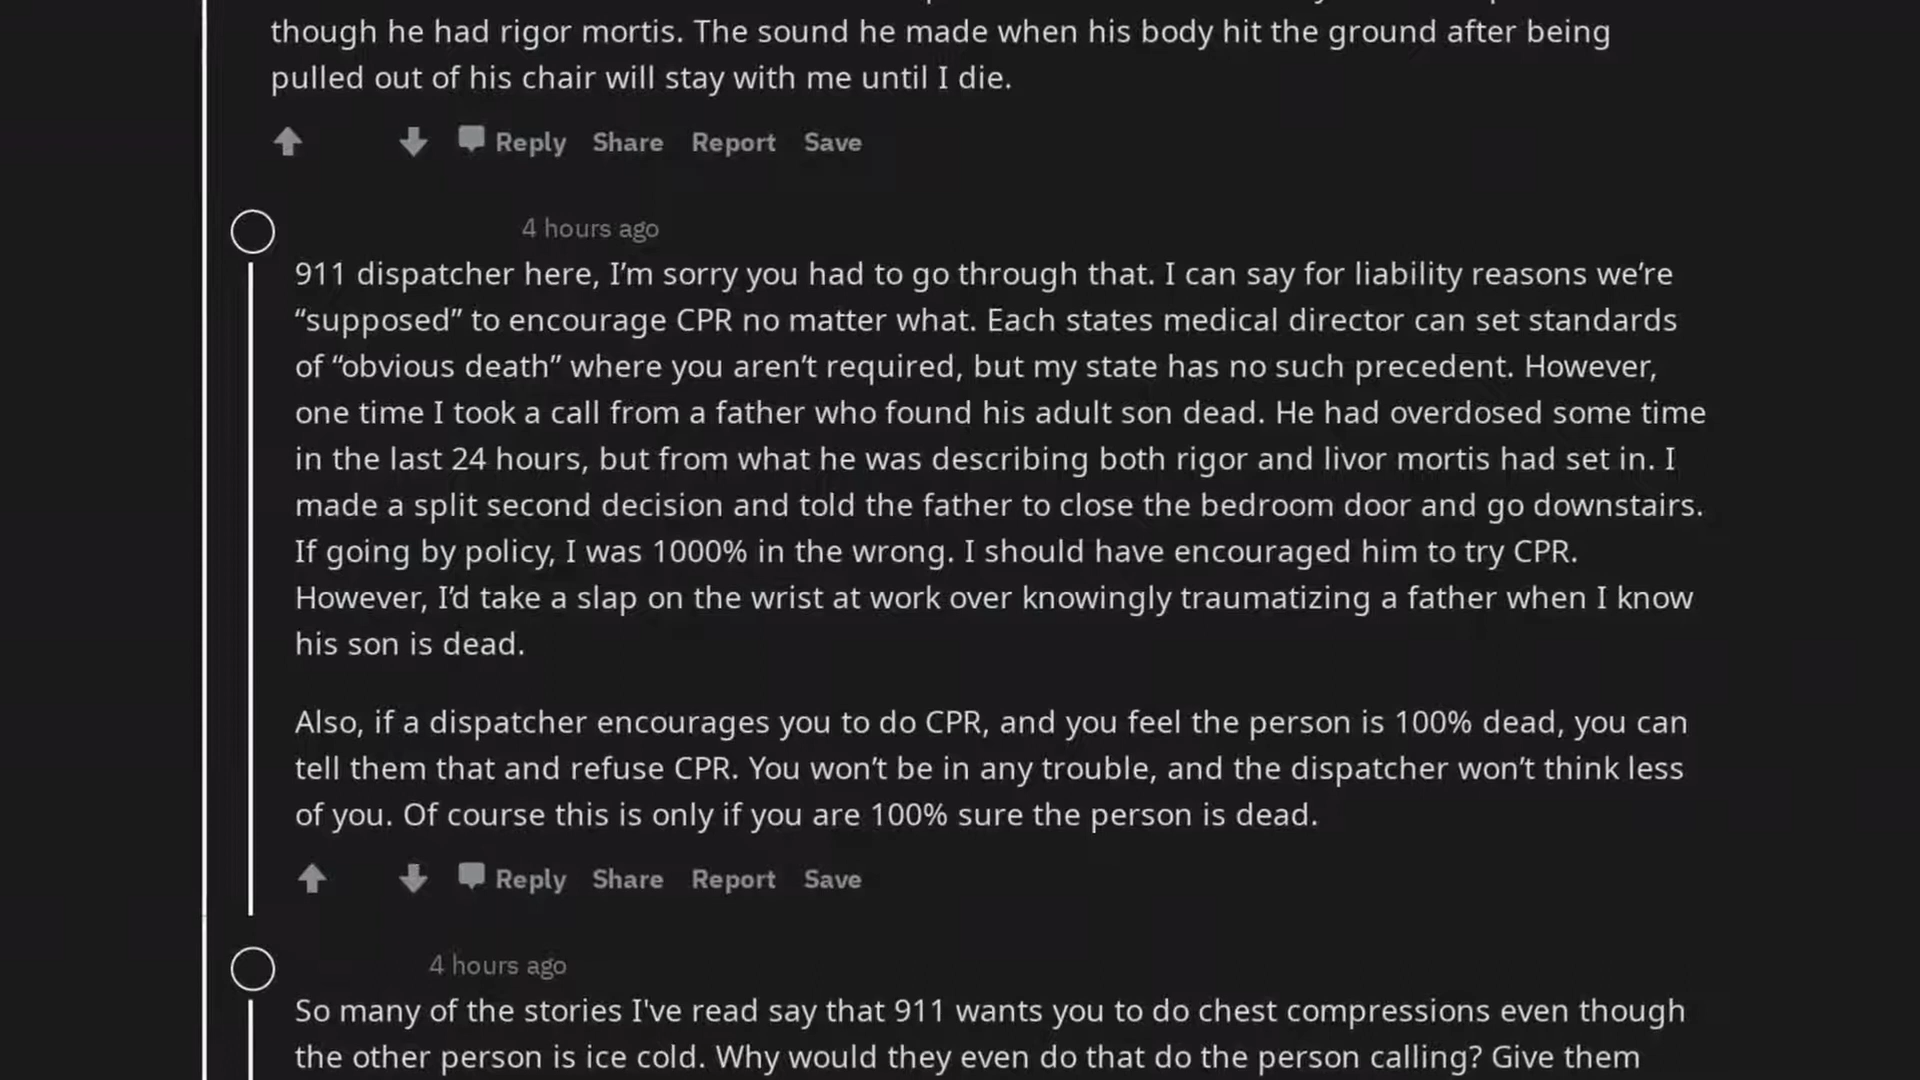 though he had rigor mortis. The sound he made when his body hit the ground after being
pulled out of his chair will stay with me until I die.
Reply Share Report Save
4 hours ago
911 dispatcher here, I’m sorry you had to go through that. I can say for liability reasons we’re
“supposed” to encourage CPR no matter what. Each states medical director can set standards
of “obvious death” where you aren’t required, but my state has no such precedent. However,
one time I took a call from a father who found his adult son dead. He had overdosed some time
in the last 24 hours, but from what he was describing both rigor and livor mortis had set in. I
made a split second decision and told the father to close the bedroom door and go downstairs.
If going by policy, I was 1000% in the wrong. I should have encouraged him to try CPR.
However, I’d take a slap on the wrist at work over knowingly traumatizing a father when I know
his son is dead.
Also, if a dispatcher encourages you to do CPR, and you feel the person is 100% dead, you can
tell them that and refuse CPR. You won’t be in any trouble, and the dispatcher won’t think less
of you. Of course this is only if you are 100% sure the person is dead.
Reply Share Report Save
4 hours ago
So many of the stories I've read say that 911 wants you to do chest compressions even though
the other person is ice cold. Why would they even do that do the person calling? Give them